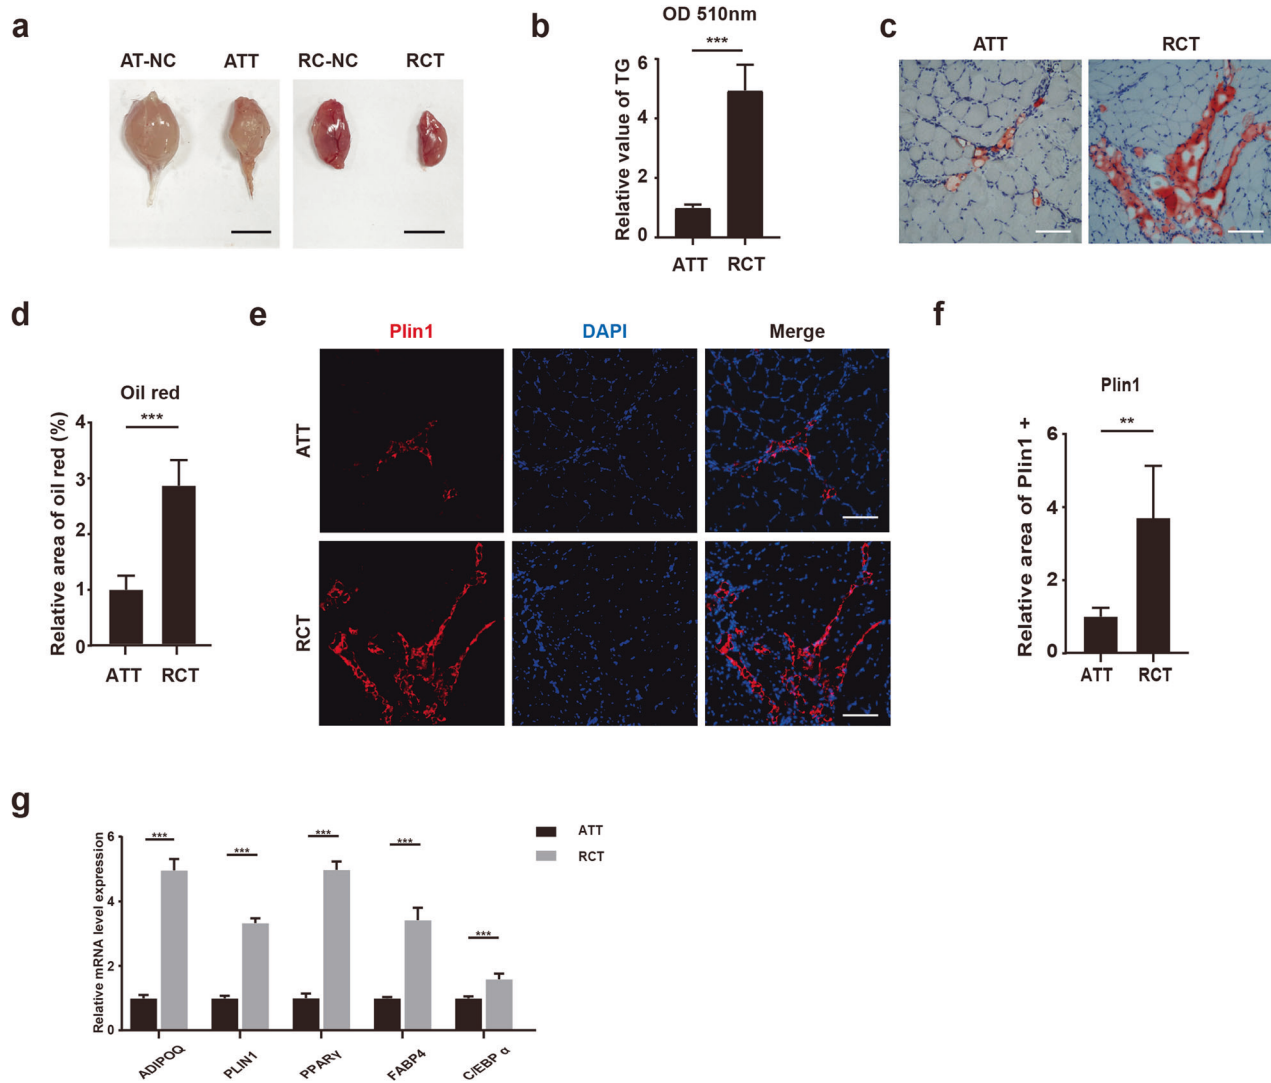 a
AT-NC ATT RC-NC RCT
b
OD 510nm
***
Relative value of TG
6
4
2
0
ATT RCT
c
ATT RCT
d
Oil red
***
Relative area of oil red (%)
4
3
2
1
0
ATT RCT
e
Plin1 DAPI Merge
ATT
RCT
f
Plin1
**
Relative area of Plin1 +
6
4
2
0
ATT RCT
g
Relative mRNA level expression
6
4
2
0
*** *** *** *** ***
ADIPOQ PLIN1 PPARγ FABP4 C/EBP α
ATT
RCT